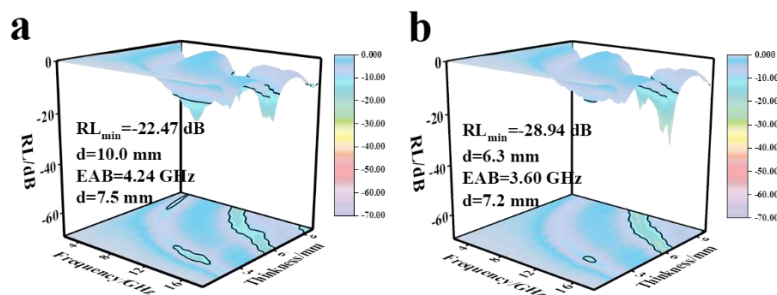 a
0
-20
-40
-60
RL/dB
RLmin=-22.47 dB
d=10.0 mm
EAB=4.24 GHz
d=7.5 mm
4
8
12
16
Frequency/GHz
Thinkness/mm
0.000
-10.00
-20.00
-30.00
-40.00
-50.00
-60.00
-70.00
b
0
-20
-40
-60
RL/dB
RLmin=-28.94 dB
d=6.3 mm
EAB=3.60 GHz
d=7.2 mm
4
8
12
16
Frequency/GHz
Thinkness/mm
0.000
-10.00
-20.00
-30.00
-40.00
-50.00
-60.00
-70.00